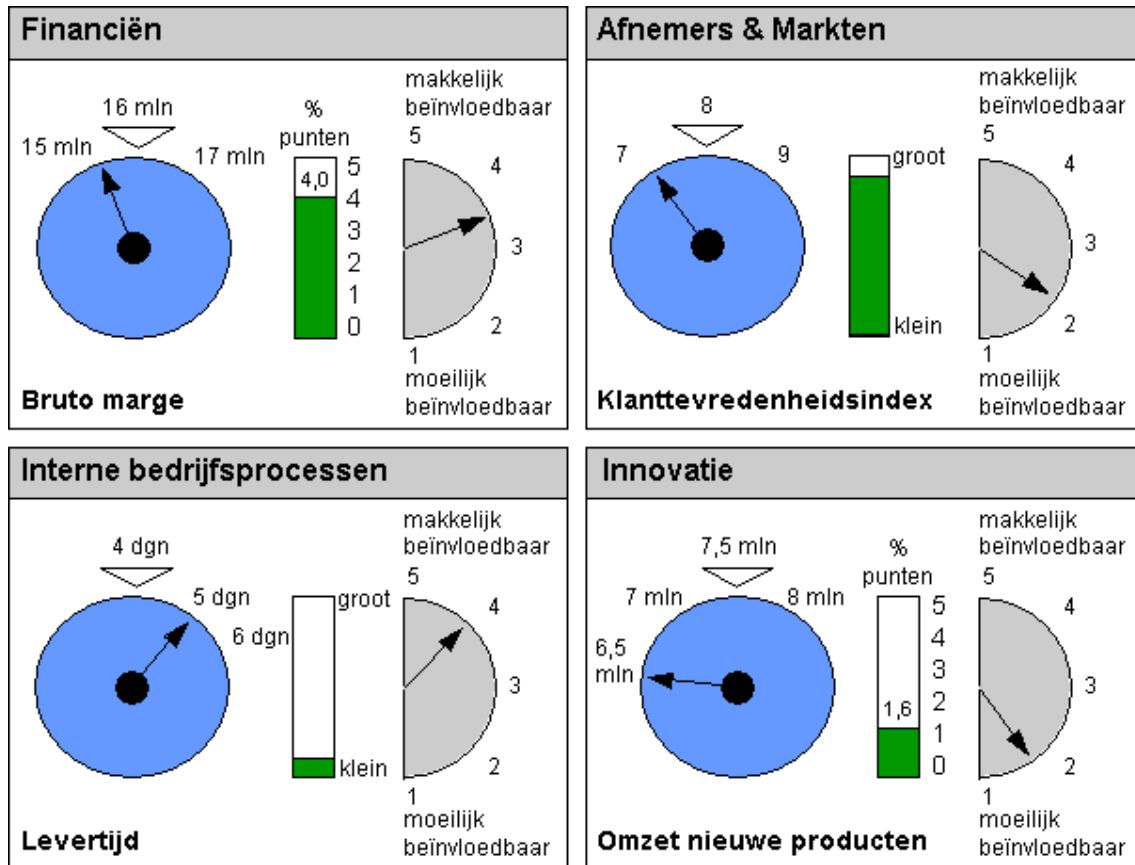 Financiën
16 mln
15 mln
17 mln
%
punten
4,0
5
4
3
2
1
0
makkelijk
beïnvloedbaar
5
4
3
2
1
moeilijk
beïnvloedbaar
Bruto marge
Afnemers & Markten
8
7
9
groot
klein
makkelijk
beïnvloedbaar
5
4
3
2
1
moeilijk
beïnvloedbaar
Klanttevredenheidsindex
Interne bedrijfsprocessen
4 dgn
5 dgn
6 dgn
groot
klein
makkelijk
beïnvloedbaar
5
4
3
2
1
moeilijk
beïnvloedbaar
Levertijd
Innovatie
7,5 mln
7 mln
8 mln
6,5
mln
%
punten
5
4
3
2
1
0
1,6
makkelijk
beïnvloedbaar
5
4
3
2
1
moeilijk
beïnvloedbaar
Omzet nieuwe producten